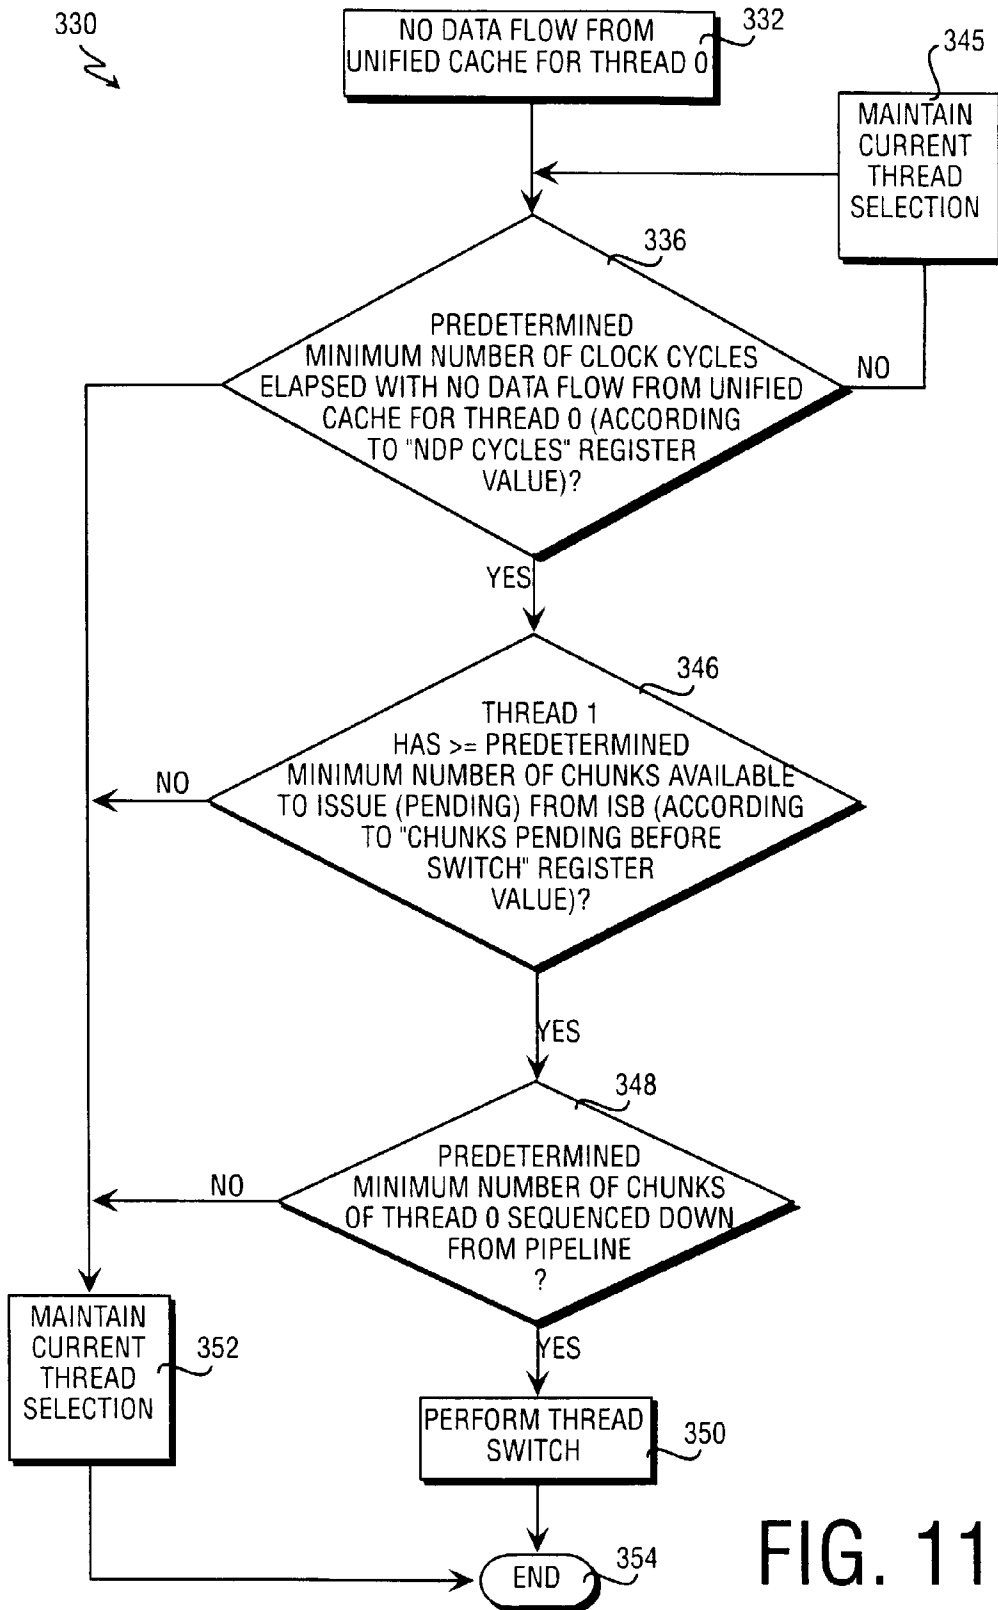 330
NO DATA FLOW FROM
UNIFIED CACHE FOR THREAD 0
332
345
MAINTAIN
CURRENT
THREAD
SELECTION
336
PREDETERMINED
MINIMUM NUMBER OF CLOCK CYCLES
ELAPSED WITH NO DATA FLOW FROM UNIFIED
CACHE FOR THREAD 0 (ACCORDING
TO "NDP CYCLES" REGISTER
VALUE)?
NO
YES
346
THREAD 1
HAS >= PREDETERMINED
MINIMUM NUMBER OF CHUNKS AVAILABLE
TO ISSUE (PENDING) FROM ISB (ACCORDING
TO "CHUNKS PENDING BEFORE
SWITCH" REGISTER
VALUE)?
NO
YES
348
PREDETERMINED
MINIMUM NUMBER OF CHUNKS
OF THREAD 0 SEQUENCED DOWN
FROM PIPELINE
?
NO
YES
MAINTAIN
CURRENT
THREAD
SELECTION
352
PERFORM THREAD
SWITCH
350
END
354
FIG. 11